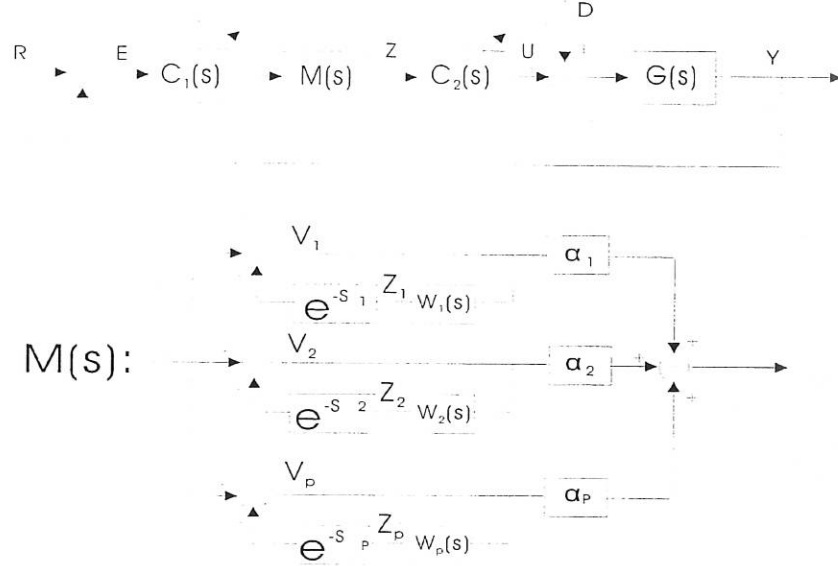 D
R E Z U Y
C₁(s) M(s) C₂(s) G(s)
V₁ α₁
e⁻ˢ ₁ Z₁ W₁(s)
+
M(s): V₂ + α₂
+
e⁻ˢ ₂ Z₂ W₂(s)
Vₚ αₚ
e⁻ˢ ₚ Zₚ Wₚ(s)